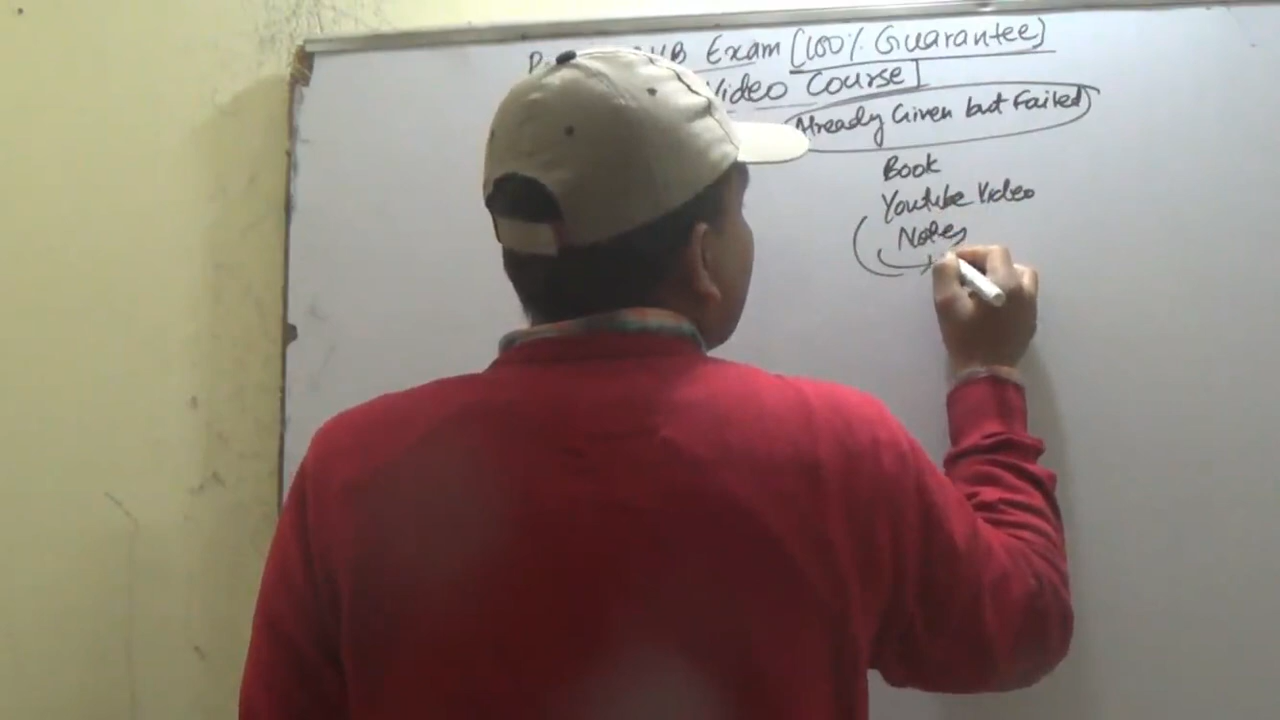 Exam [100% Guarantee]
Video Course]
Already Given but Failed
Book
Youtube Video
Notes